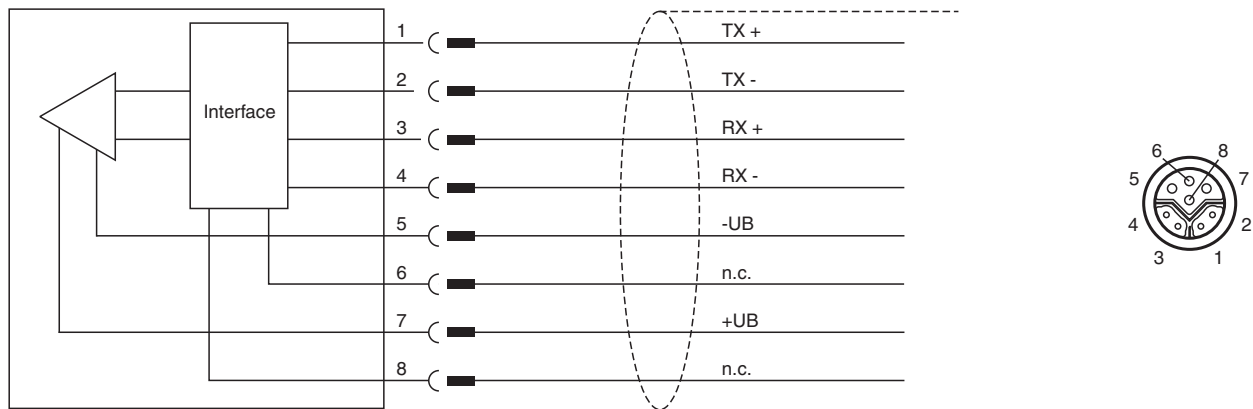 1 TX +
2 TX -
Interface
3 RX +
4 RX -
5 -UB
6 n.c.
7 +UB
8 n.c.
6 8
5 7
4 2
3 1